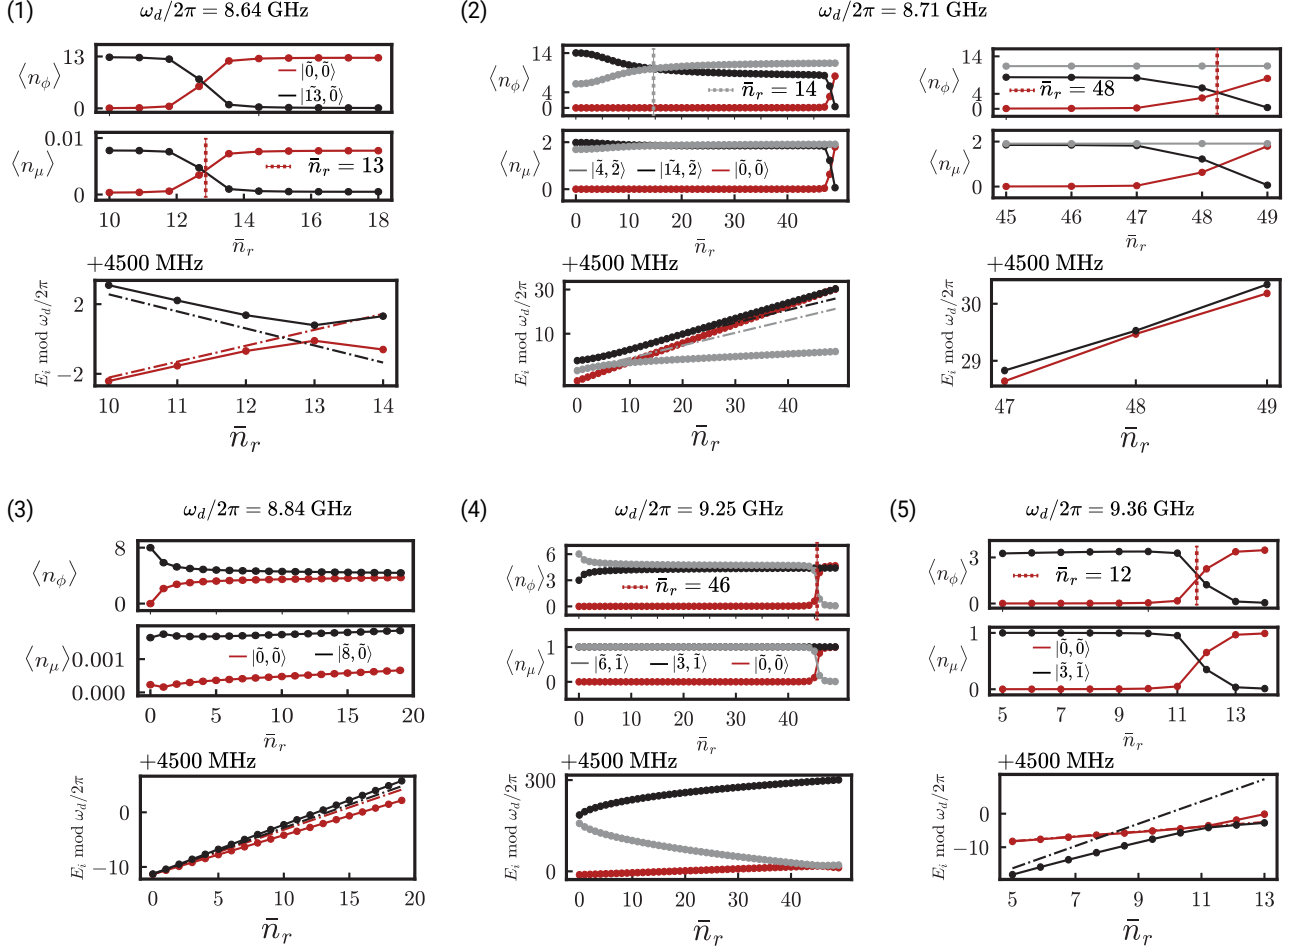 (1)
ω_d/2π = 8.64 GHz
⟨n_ϕ⟩
13
0
|0̃, 0̃⟩
|1̃3, 0̃⟩
⟨n_μ⟩
0.01
0
n̄_r = 13
10 12 14 16 18
n̄_r
+4500 MHz
E_i mod ω_d/2π
2
−2
10 11 12 13 14
n̄_r
(2)
ω_d/2π = 8.71 GHz
⟨n_ϕ⟩
14
4
0
n̄_r = 14
⟨n_μ⟩
2
0
|4̃, 2̃⟩ |1̃4, 2̃⟩ |0̃, 0̃⟩
0 10 20 30 40
n̄_r
+4500 MHz
E_i mod ω_d/2π
30
10
0 10 20 30 40
n̄_r
⟨n_ϕ⟩
14
4
0
n̄_r = 48
⟨n_μ⟩
2
0
45 46 47 48 49
n̄_r
+4500 MHz
E_i mod ω_d/2π
30
29
47 48 49
n̄_r
(3)
ω_d/2π = 8.84 GHz
⟨n_ϕ⟩
8
0
⟨n_μ⟩
0.001
0.000
|0̃, 0̃⟩ |8̃, 0̃⟩
0 5 10 15 20
n̄_r
+4500 MHz
E_i mod ω_d/2π
0
−10
0 5 10 15 20
n̄_r
(4)
ω_d/2π = 9.25 GHz
⟨n_ϕ⟩
6
3
0
n̄_r = 46
⟨n_μ⟩
1
0
|6̃, 1̃⟩ |3̃, 1̃⟩ |0̃, 0̃⟩
0 10 20 30 40
n̄_r
+4500 MHz
E_i mod ω_d/2π
300
0
0 10 20 30 40
n̄_r
(5)
ω_d/2π = 9.36 GHz
⟨n_ϕ⟩
3
0
n̄_r = 12
⟨n_μ⟩
1
0
|0̃, 0̃⟩
|3̃, 1̃⟩
5 7 9 11 13
n̄_r
+4500 MHz
E_i mod ω_d/2π
0
−10
5 7 9 11 13
n̄_r